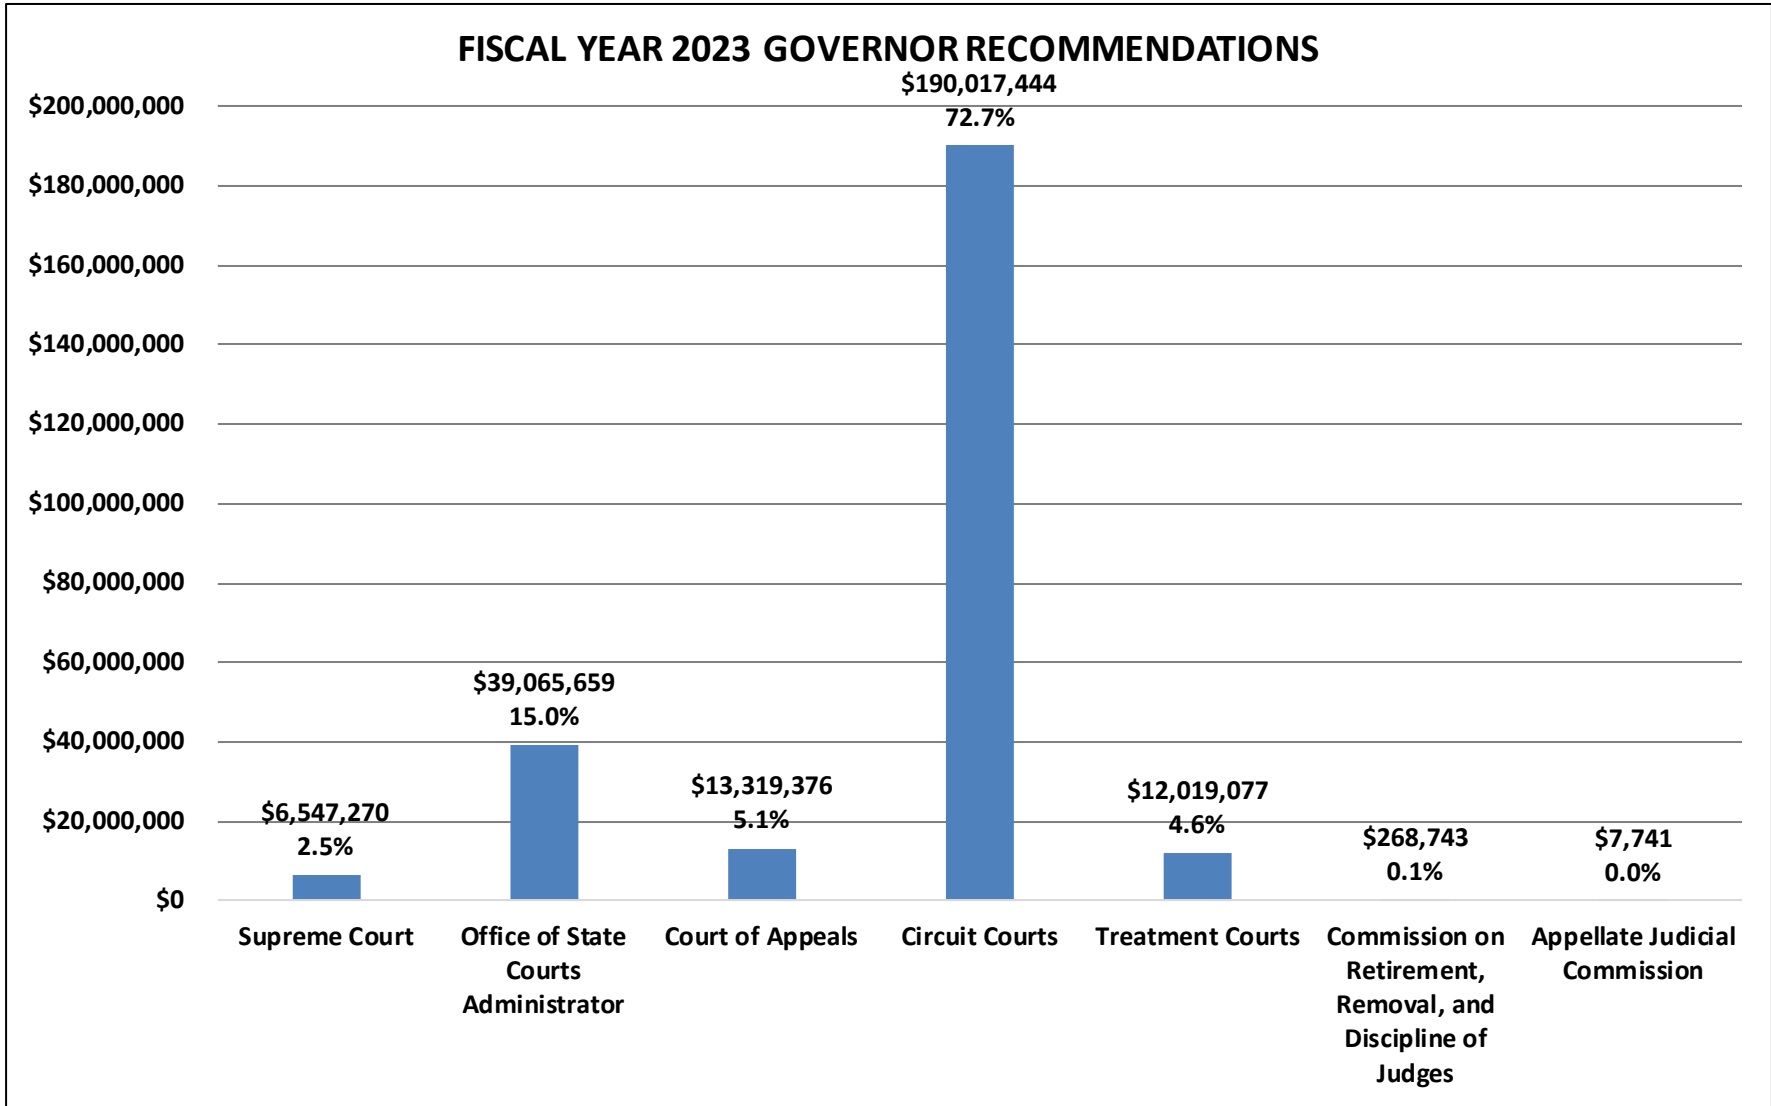 FISCAL YEAR 2023 GOVERNOR RECOMMENDATIONS
$200,000,000
$180,000,000
$160,000,000
$140,000,000
$120,000,000
$100,000,000
$80,000,000
$60,000,000
$40,000,000
$20,000,000
$0
$6,547,270
2.5%
$39,065,659
15.0%
$13,319,376
5.1%
$190,017,444
72.7%
$12,019,077
4.6%
$268,743
0.1%
$7,741
0.0%
Supreme Court
Office of State
Courts
Administrator
Court of Appeals
Circuit Courts
Treatment Courts
Commission on
Retirement,
Removal, and
Discipline of
Judges
Appellate Judicial
Commission